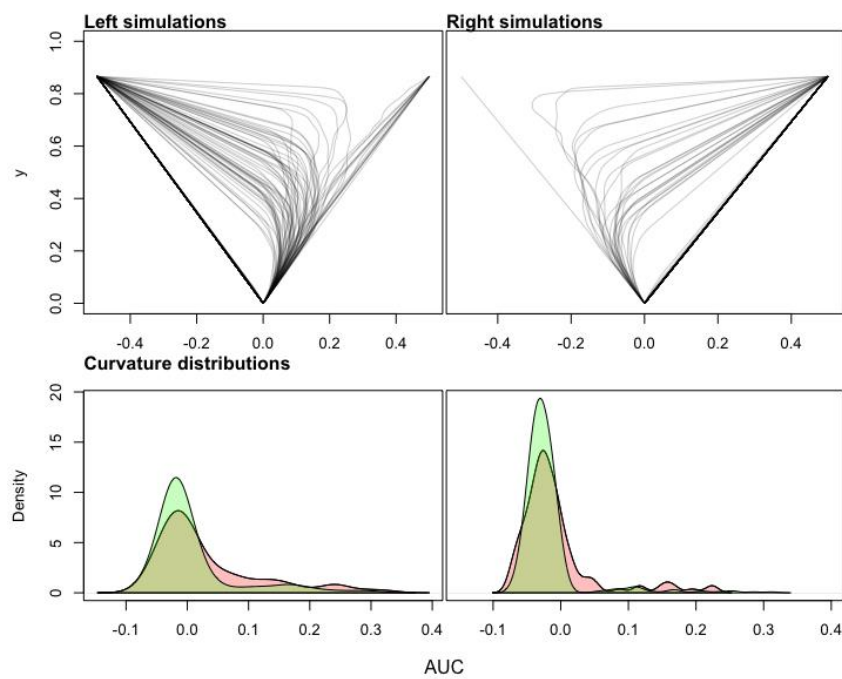 Left simulations
Right simulations
y
1.0
0.8
0.6
0.4
0.2
0.0
-0.4 -0.2 0.0 0.2 0.4
-0.4 -0.2 0.0 0.2 0.4
Curvature distributions
Density
20
15
10
5
0
-0.1 0.0 0.1 0.2 0.3 0.4
-0.1 0.0 0.1 0.2 0.3 0.4
AUC